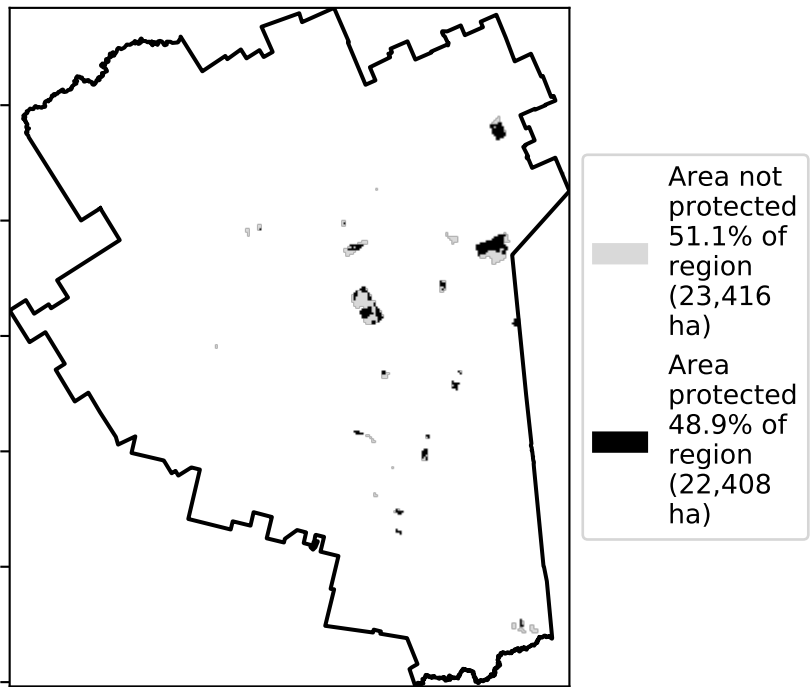 Area not
protected
51.1% of
region
(23,416
ha)
Area
protected
48.9% of
region
(22,408
ha)